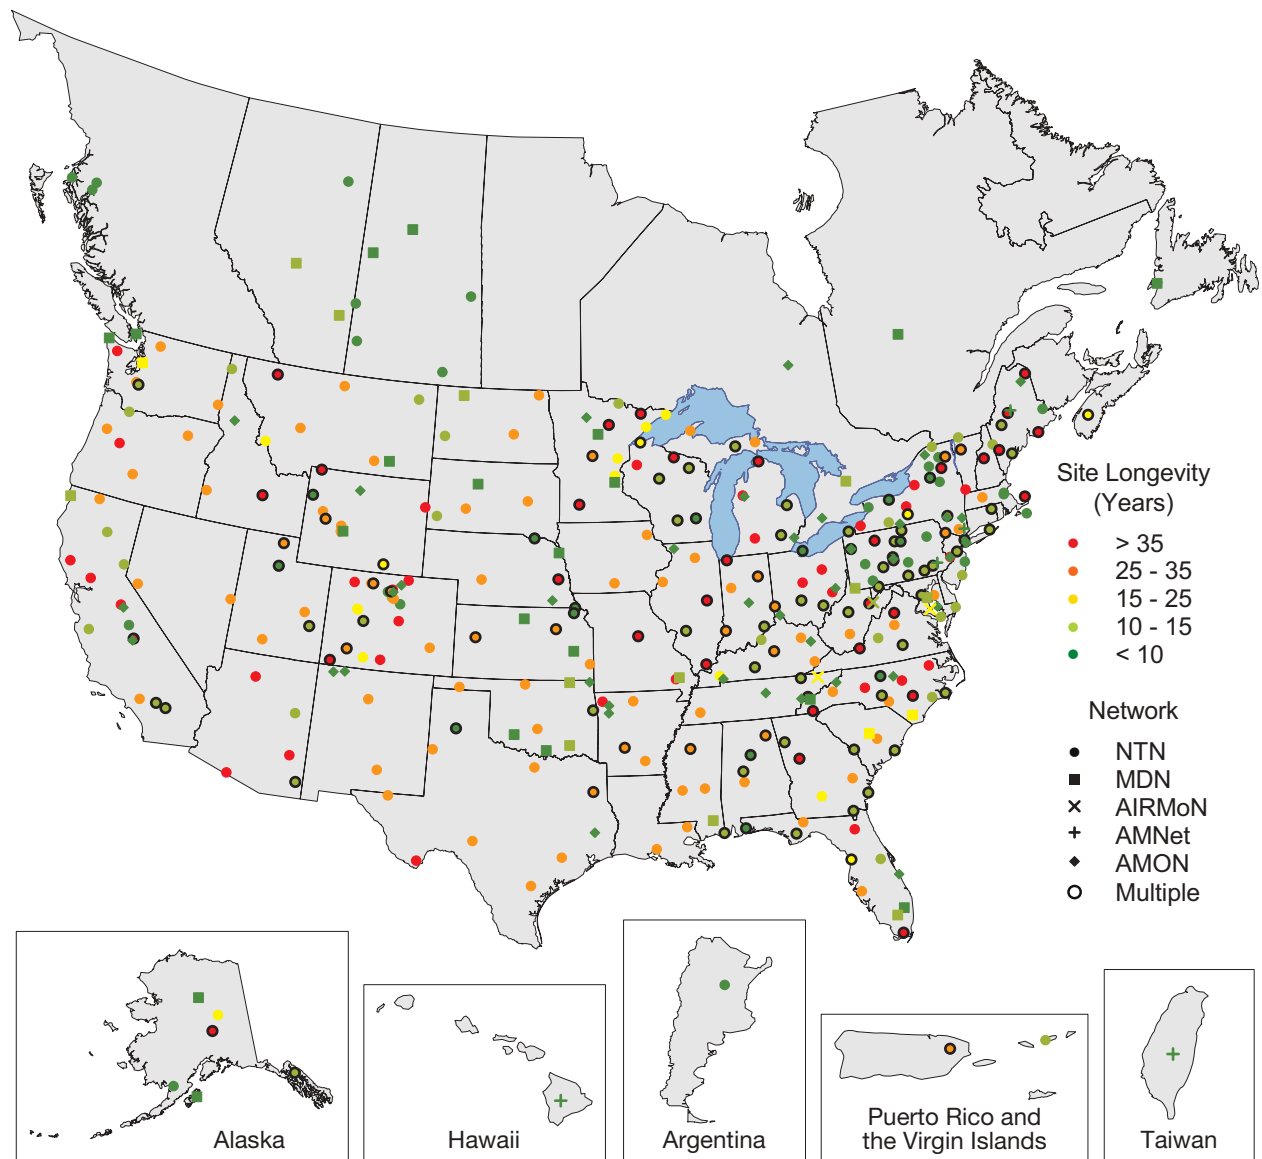 Site Longevity
(Years)
> 35
25 - 35
15 - 25
10 - 15
< 10
Network
NTN
MDN
AIRMoN
AMNet
AMON
Multiple
Alaska
Hawaii
Argentina
Puerto Rico and
the Virgin Islands
Taiwan